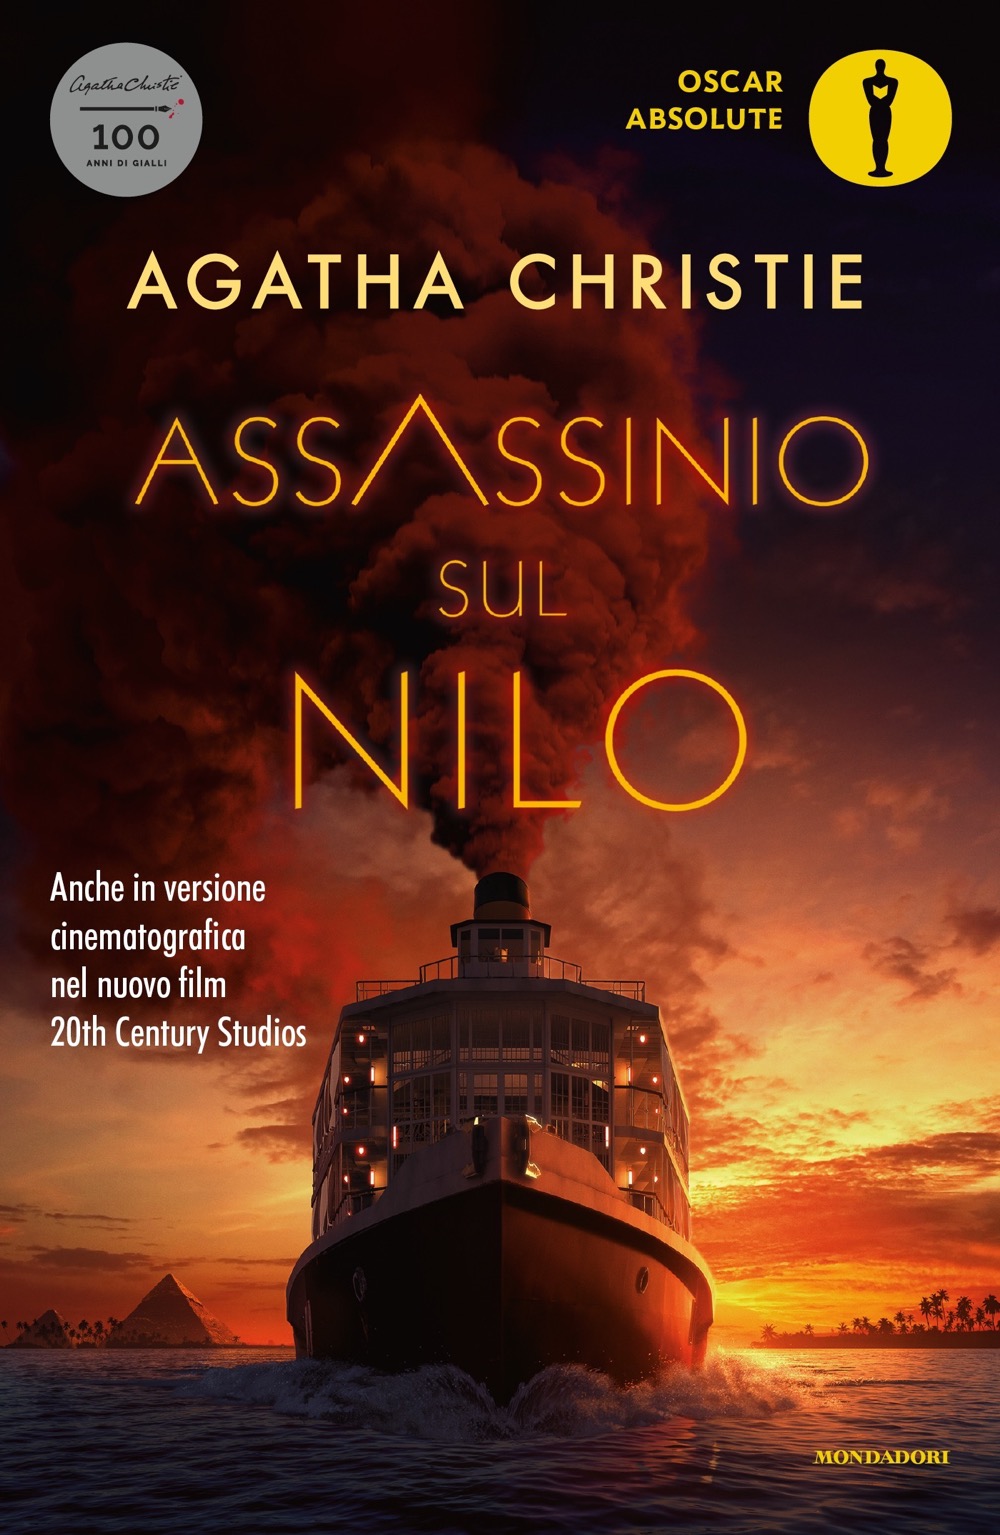 Agatha Christie
100
ANNI DI GIALLI
OSCAR
ABSOLUTE
AGATHA CHRISTIE
ASSASSINIO
SUL
NILO
Anche in versione
cinematografica
nel nuovo film
20th Century Studios
MONDADORI